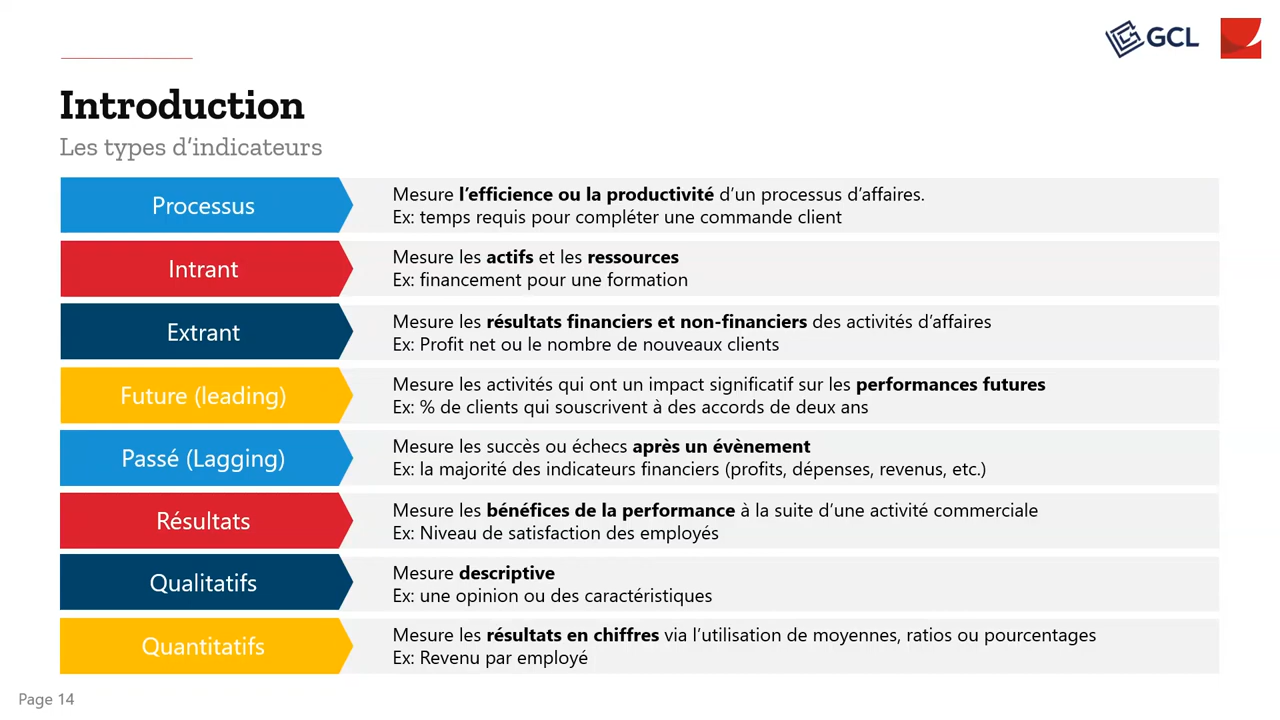 GCL
Introduction
Les types d’indicateurs
Processus
Mesure l’efficience ou la productivité d’un processus d’affaires.
Ex: temps requis pour compléter une commande client
Intrant
Mesure les actifs et les ressources
Ex: financement pour une formation
Extrant
Mesure les résultats financiers et non-financiers des activités d’affaires
Ex: Profit net ou le nombre de nouveaux clients
Future (leading)
Mesure les activités qui ont un impact significatif sur les performances futures
Ex: % de clients qui souscrivent à des accords de deux ans
Passé (Lagging)
Mesure les succès ou échecs après un évènement
Ex: la majorité des indicateurs financiers (profits, dépenses, revenus, etc.)
Résultats
Mesure les bénéfices de la performance à la suite d’une activité commerciale
Ex: Niveau de satisfaction des employés
Qualitatifs
Mesure descriptive
Ex: une opinion ou des caractéristiques
Quantitatifs
Mesure les résultats en chiffres via l’utilisation de moyennes, ratios ou pourcentages
Ex: Revenu par employé
Page 14